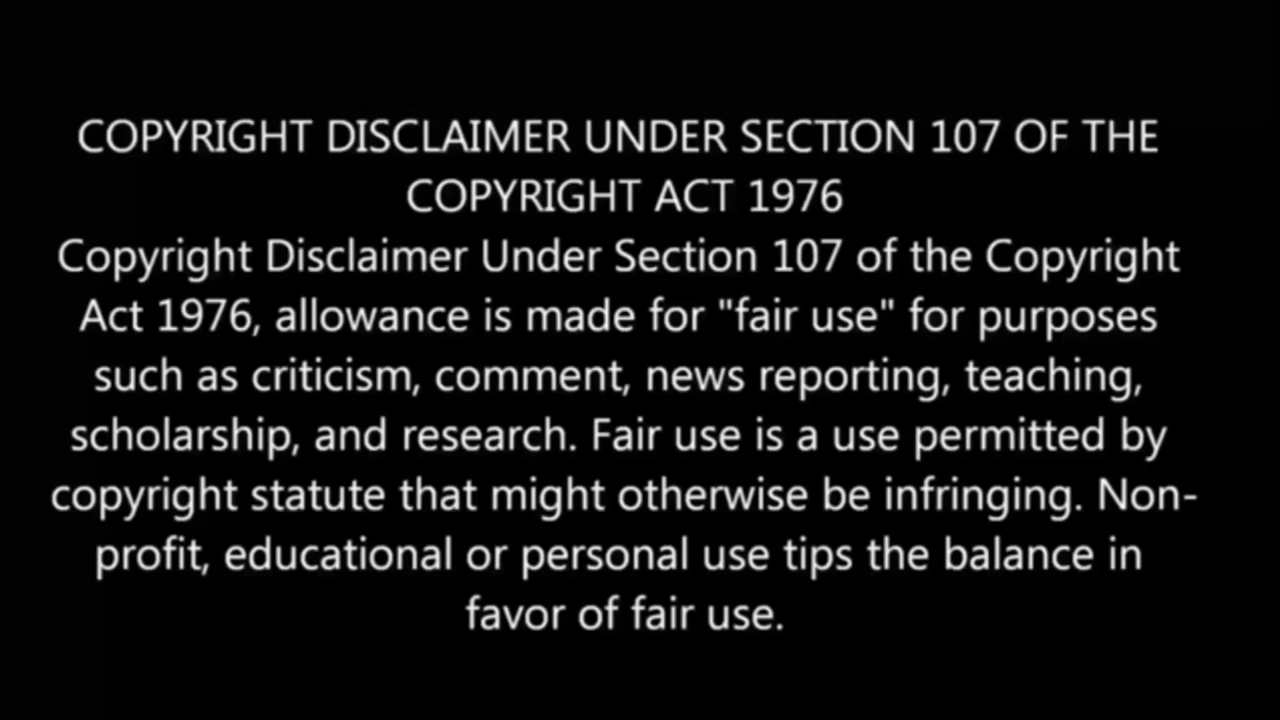 COPYRIGHT DISCLAIMER UNDER SECTION 107 OF THE
COPYRIGHT ACT 1976
Copyright Disclaimer Under Section 107 of the Copyright
Act 1976, allowance is made for "fair use" for purposes
such as criticism, comment, news reporting, teaching,
scholarship, and research. Fair use is a use permitted by
copyright statute that might otherwise be infringing. Non-
profit, educational or personal use tips the balance in
favor of fair use.